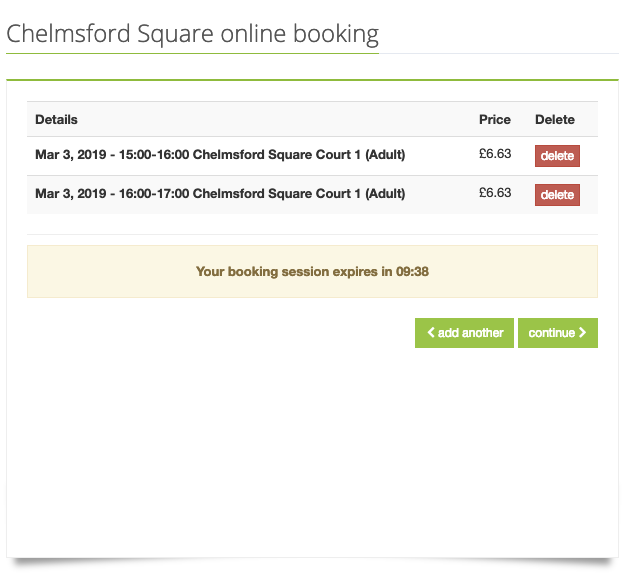 Chelmsford Square online booking
Details Price Delete
Mar 3, 2019 - 15:00-16:00 Chelmsford Square Court 1 (Adult) £6.63 delete
Mar 3, 2019 - 16:00-17:00 Chelmsford Square Court 1 (Adult) £6.63 delete
Your booking session expires in 09:38
add another continue